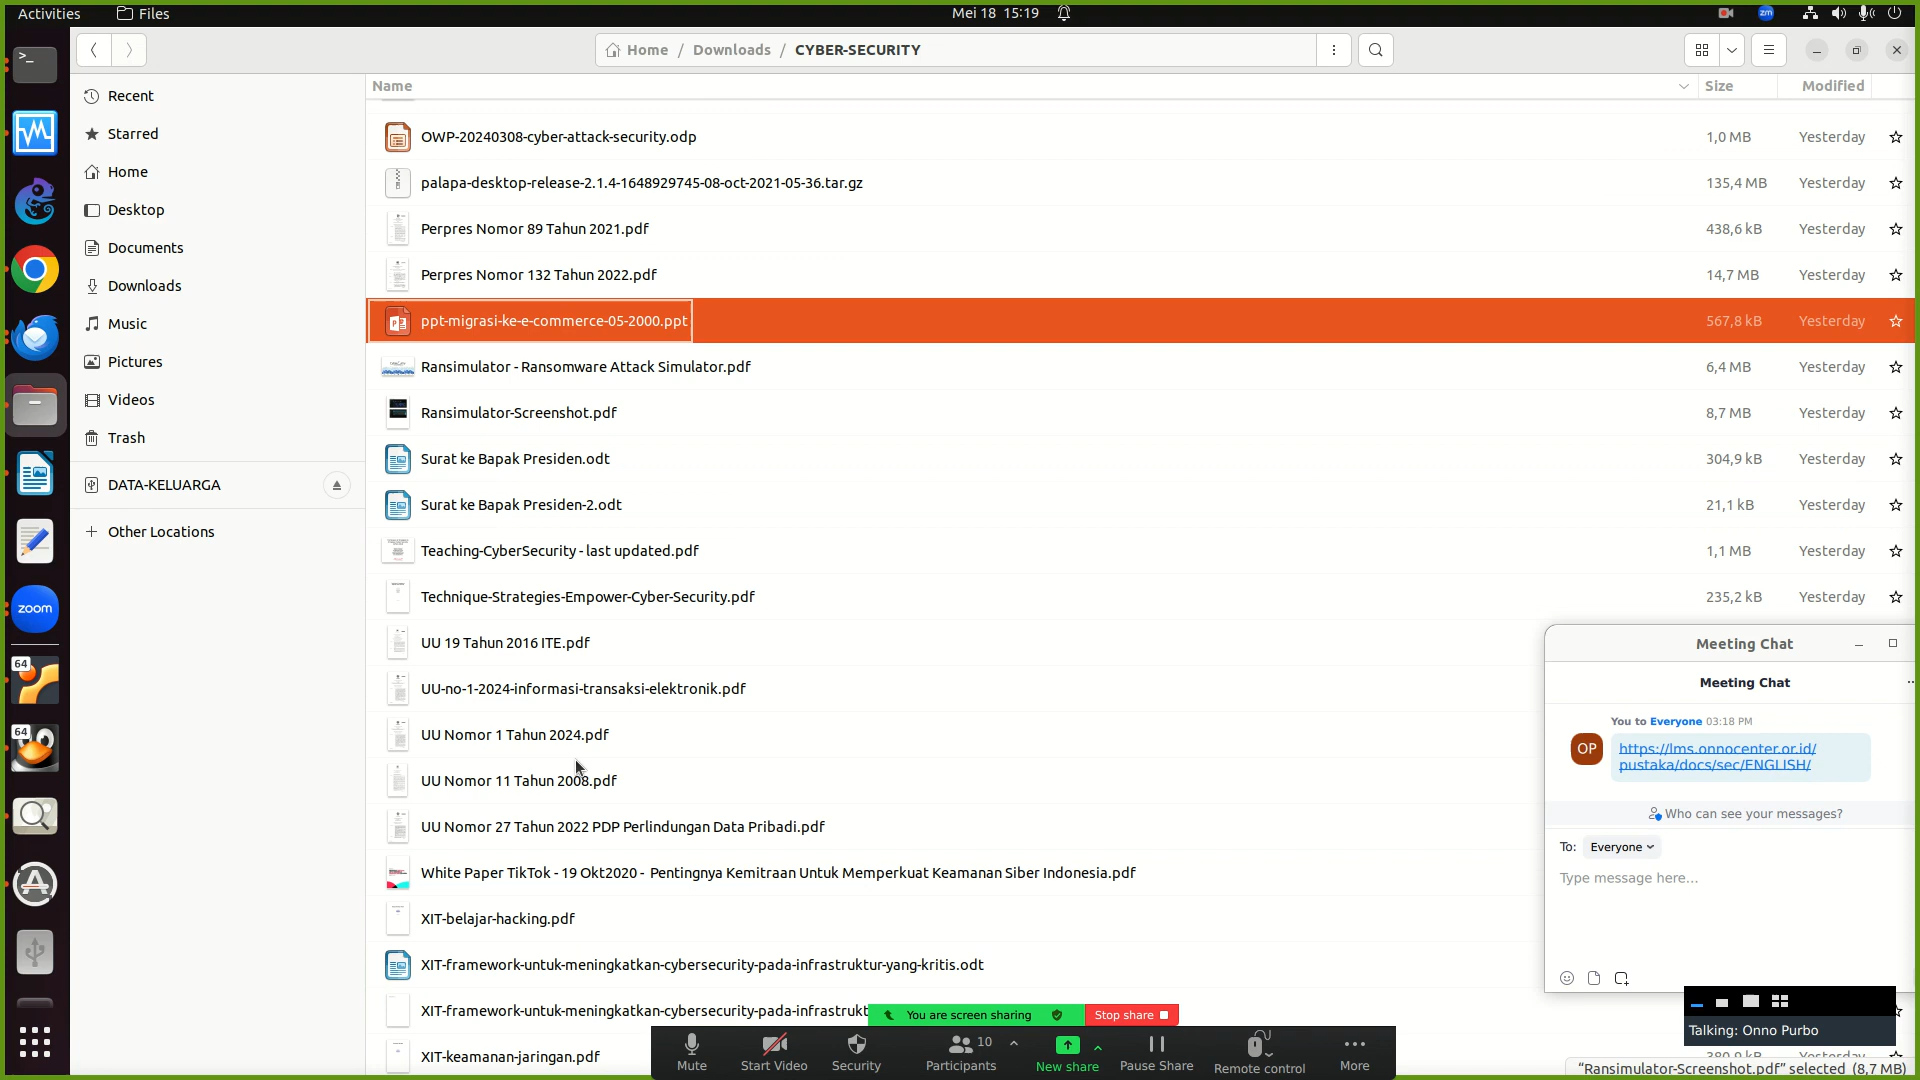 Activities
Files
Mei 18 15:19
zm
Home / Downloads / CYBER-SECURITY
Recent
Starred
Home
Desktop
Documents
Downloads
Music
Pictures
Videos
Trash
DATA-KELUARGA
Other Locations
zoom
64
64
Name Size Modified
OWP-20240308-cyber-attack-security.odp 1,0 MB Yesterday
palapa-desktop-release-2.1.4-1648929745-08-oct-2021-05-36.tar.gz 135,4 MB Yesterday
Perpres Nomor 89 Tahun 2021.pdf 438,6 kB Yesterday
Perpres Nomor 132 Tahun 2022.pdf 14,7 MB Yesterday
ppt-migrasi-ke-e-commerce-05-2000.ppt 567,8 kB Yesterday
Ransimulator - Ransomware Attack Simulator.pdf 6,4 MB Yesterday
Ransimulator-Screenshot.pdf 8,7 MB Yesterday
Surat ke Bapak Presiden.odt 304,9 kB Yesterday
Surat ke Bapak Presiden-2.odt 21,1 kB Yesterday
Teaching-CyberSecurity - last updated.pdf 1,1 MB Yesterday
Technique-Strategies-Empower-Cyber-Security.pdf 235,2 kB Yesterday
UU 19 Tahun 2016 ITE.pdf
UU-no-1-2024-informasi-transaksi-elektronik.pdf
UU Nomor 1 Tahun 2024.pdf
UU Nomor 11 Tahun 2008.pdf
UU Nomor 27 Tahun 2022 PDP Perlindungan Data Pribadi.pdf
White Paper TikTok - 19 Okt2020 - Pentingnya Kemitraan Untuk Memperkuat Keamanan Siber Indonesia.pdf
XIT-belajar-hacking.pdf
XIT-framework-untuk-meningkatkan-cybersecurity-pada-infrastruktur-yang-kritis.odt
XIT-framework-untuk-meningkatkan-cybersecurity-pada-infrastrukt
XIT-keamanan-jaringan.pdf
Meeting Chat
Meeting Chat
You to Everyone 03:18 PM
OP
https://lms.onnocenter.or.id/
pustaka/docs/sec/ENGLISH/
Who can see your messages?
To: Everyone
Type message here...
Talking: Onno Purbo
You are screen sharing
Stop share
10
Mute
Start Video
Security
Participants
New share
Pause Share
Remote control
More
"Ransimulator-Screenshot.pdf" selected (8,7 MB)